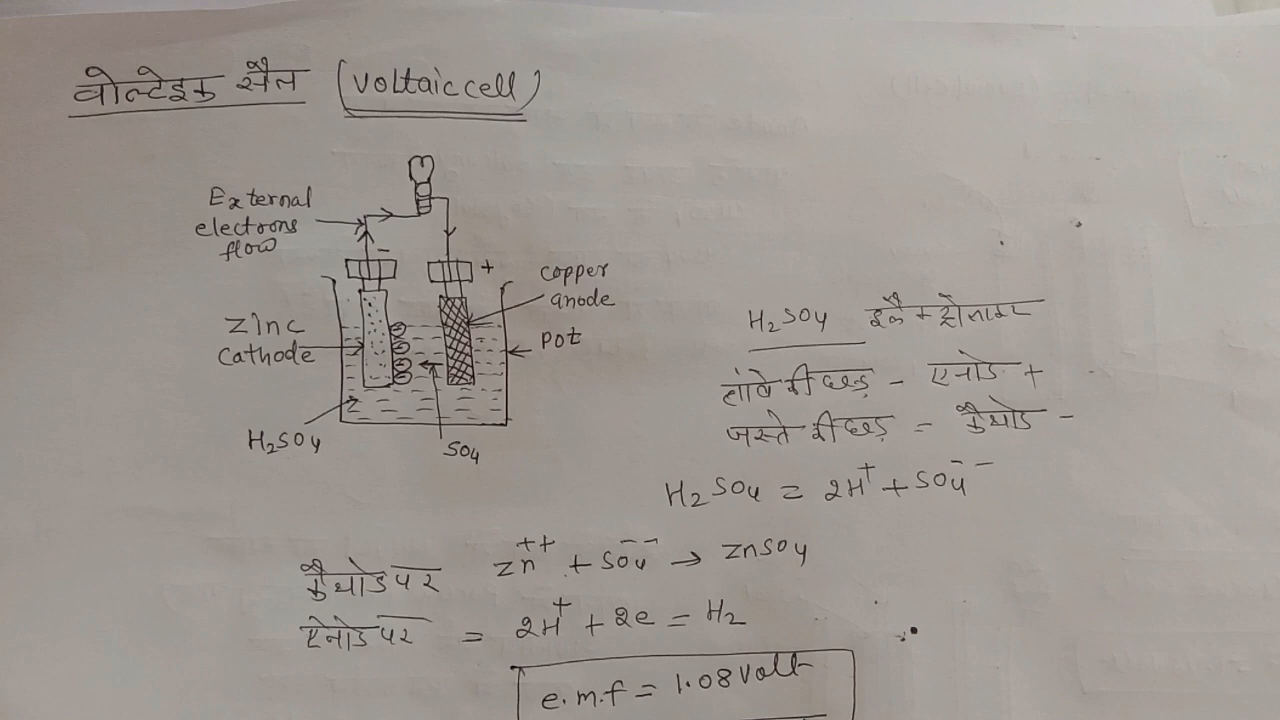 वोल्टेइक सैल (Voltaic cell)
External
electrons
flow
-
+
copper
anode
Zinc
Cathode
pot
H₂SO₄
SO₄
H₂SO₄ इलैक्ट्रोलाइट
तांबे की छड़ - एनोड +
जस्ते की छड़ = कैथोड -
H₂SO₄ = 2H⁺ + SO₄⁻⁻
कैथोड पर Zn⁺⁺ + SO₄⁻⁻ → ZnSO₄
ऐनोड पर = 2H⁺ + 2e = H₂
e.m.f = 1.08 Volt